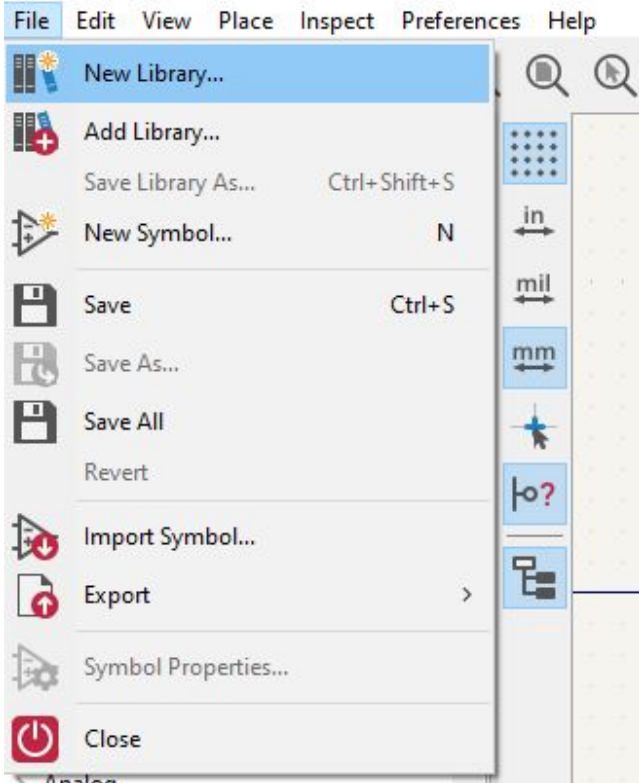 File Edit View Place Inspect Preferences Help
New Library...
Add Library...
Save Library As... Ctrl+Shift+S
New Symbol... N
Save Ctrl+S
Save As...
Save All
Revert
Import Symbol...
Export >
Symbol Properties...
Close
Analog
in
mil
mm
?